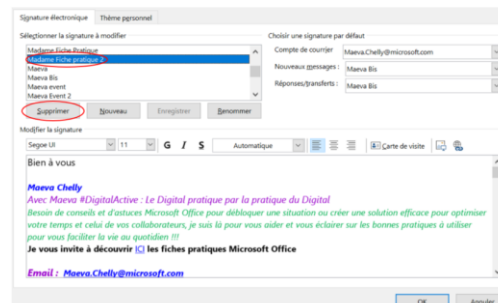 Signature électronique Thème personnel
Sélectionner la signature à modifier Choisir une signature par défaut
Madame Fiche Pratique
Madame Fiche pratique 2
Maeva
Maeva Bis
Maeva event
Maeva Event 2
Compte de courrier Maeva.Chelly@microsoft.com
Nouveaux messages : Maeva Bis
Réponses/transferts : Maeva Bis
Supprimer Nouveau Enregistrer Renommer
Modifier la signature
Segoe UI 11 G I S Automatique Carte de visite
Bien à vous
Maeva Chelly
Avec Maeva #DigitalActive : Le Digital pratique par la pratique du Digital
Besoin de conseils et d'astuces Microsoft Office pour débloquer une situation ou créer une solution efficace pour optimiser
votre temps et celui de vos collaborateurs, je suis là pour vous aider et vous éclairer sur les bonnes pratiques à utiliser
pour vous faciliter la vie au quotidien !!!
Je vous invite à découvrir ICI les fiches pratiques Microsoft Office
Email : Maeva.Chelly@microsoft.com
OK Annuler